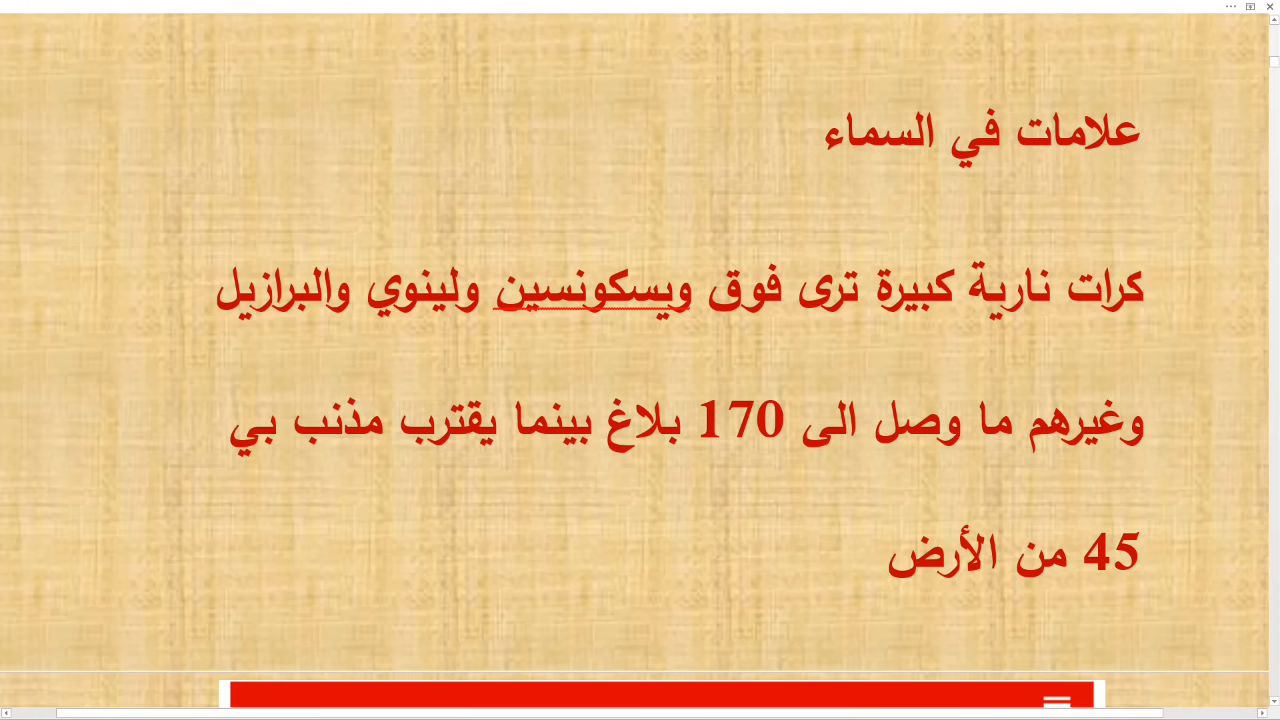 علامات في السماء
كرات نارية كبيرة ترى فوق ويسكونسين ولينوي والبرازيل
وغيرهم ما وصل الى 170 بلاغ بينما يقترب مذنب بي
45 من الأرض